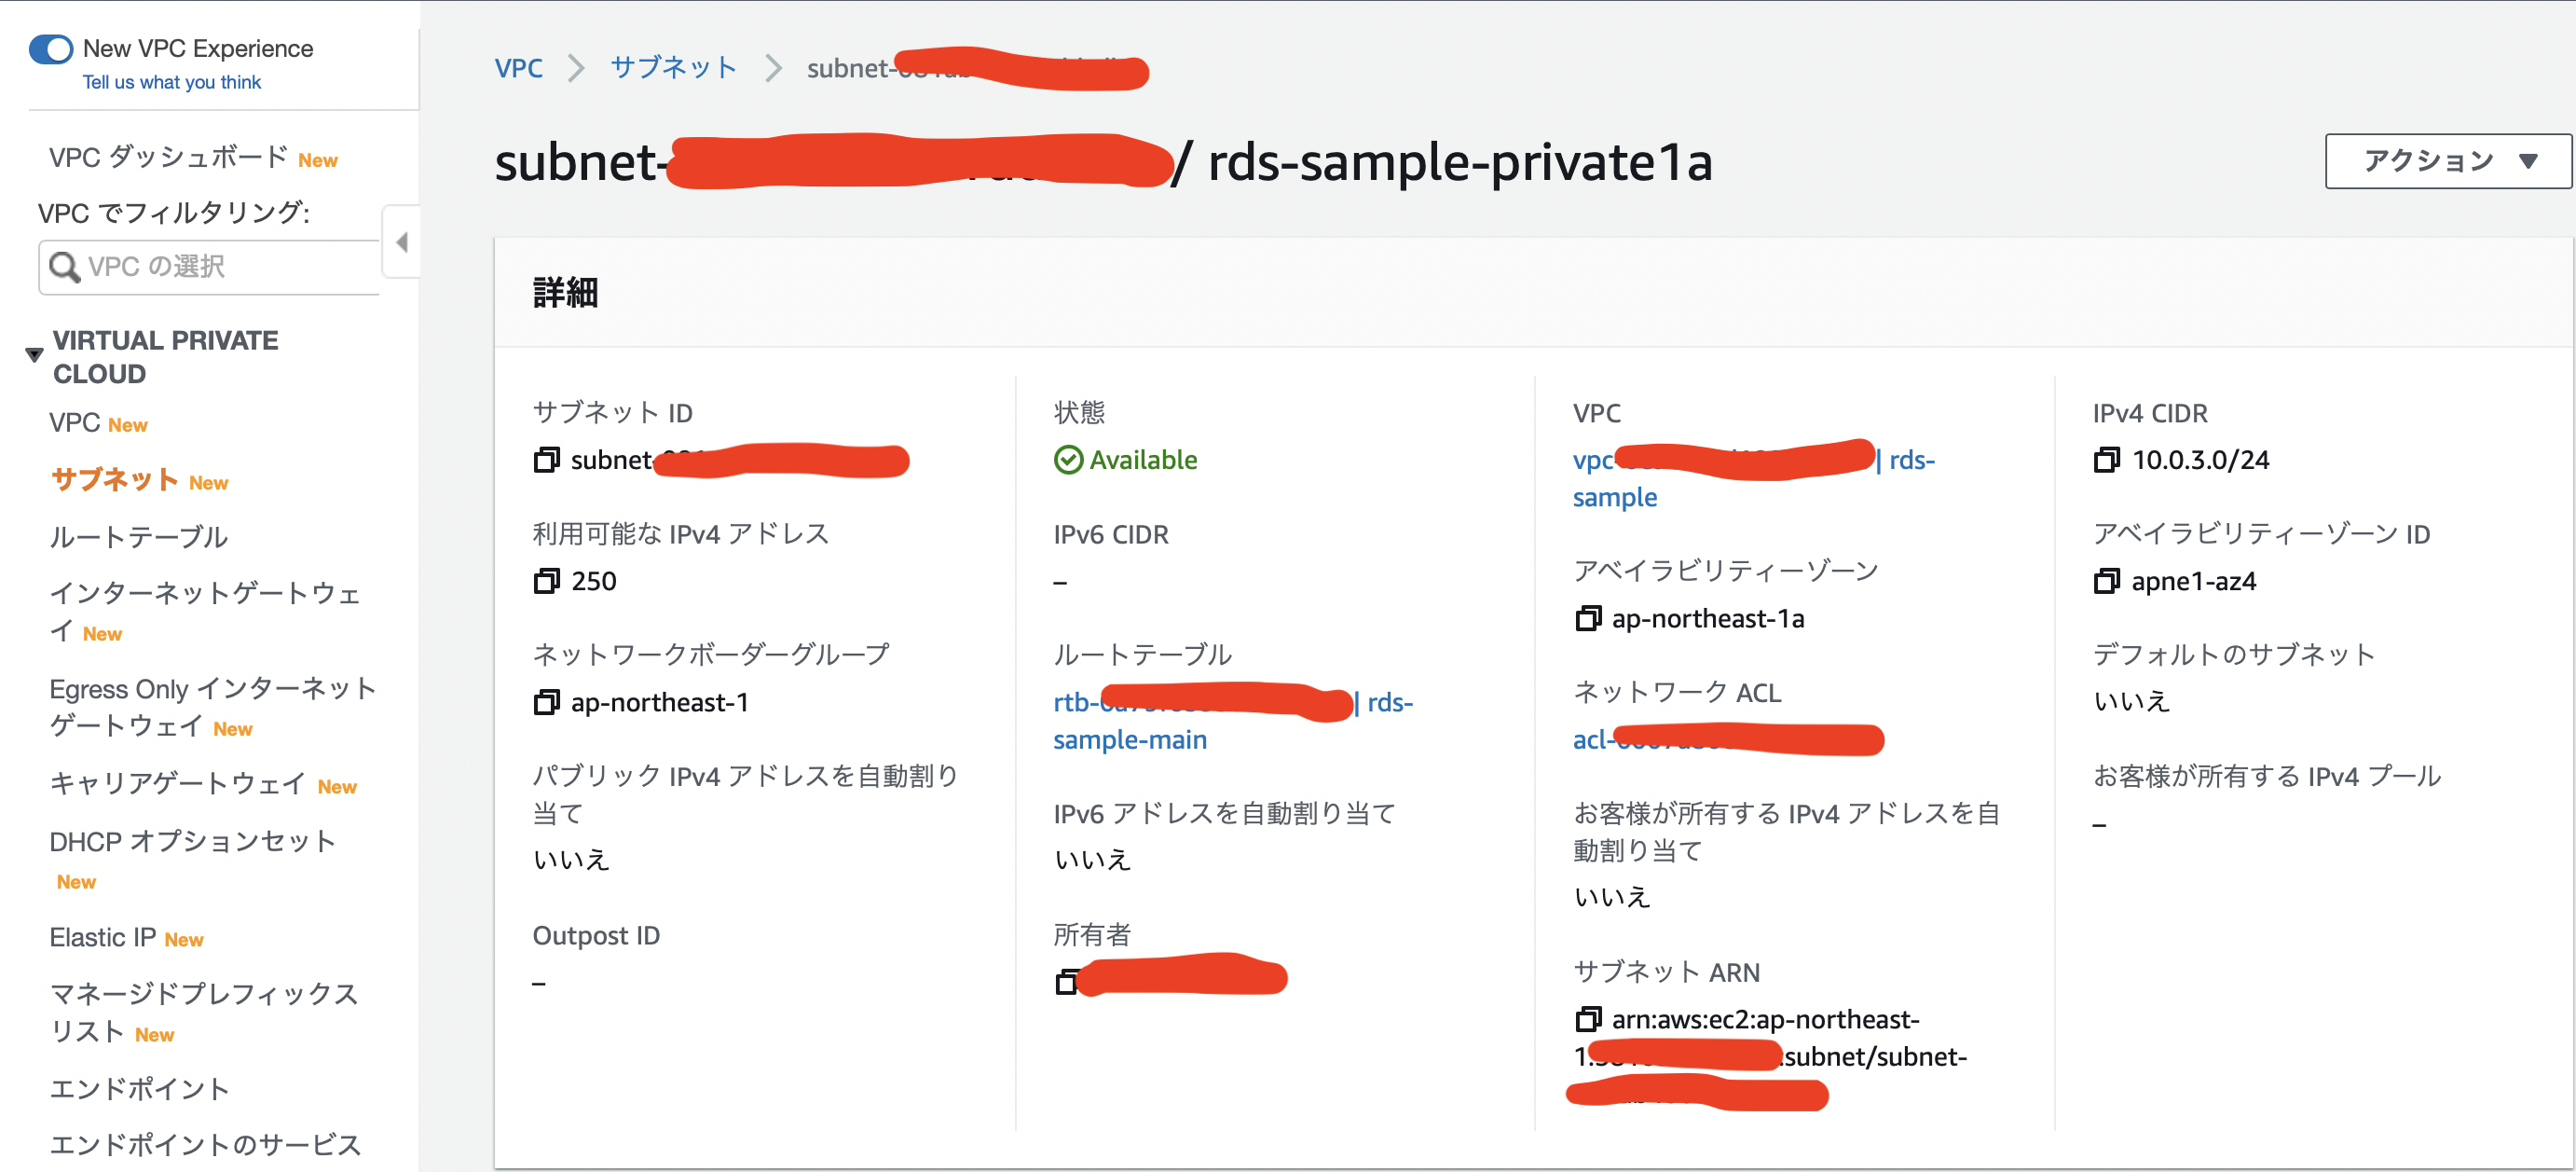 New VPC Experience
Tell us what you think
VPC ダッシュボード New
VPC でフィルタリング:
VPC の選択
VIRTUAL PRIVATE
CLOUD
VPC New
サブネット New
ルートテーブル
インターネットゲートウェ
イ New
Egress Only インターネット
ゲートウェイ New
キャリアゲートウェイ New
DHCP オプションセット
New
Elastic IP New
マネージドプレフィックス
リスト New
エンドポイント
エンドポイントのサービス
VPC > サブネット > subnet-
subnet- / rds-sample-private1a
アクション ▼
詳細
サブネット ID
subnet-
利用可能な IPv4 アドレス
250
ネットワークボーダーグループ
ap-northeast-1
パブリック IPv4 アドレスを自動割り
当て
いいえ
Outpost ID
–
状態
Available
IPv6 CIDR
–
ルートテーブル
rtb- | rds-
sample-main
IPv6 アドレスを自動割り当て
いいえ
所有者
VPC
vpc- | rds-
sample
アベイラビリティーゾーン
ap-northeast-1a
ネットワーク ACL
acl-
お客様が所有する IPv4 アドレスを自
動割り当て
いいえ
サブネット ARN
arn:aws:ec2:ap-northeast-
1: :subnet/subnet-
IPv4 CIDR
10.0.3.0/24
アベイラビリティーゾーン ID
apne1-az4
デフォルトのサブネット
いいえ
お客様が所有する IPv4 プール
–